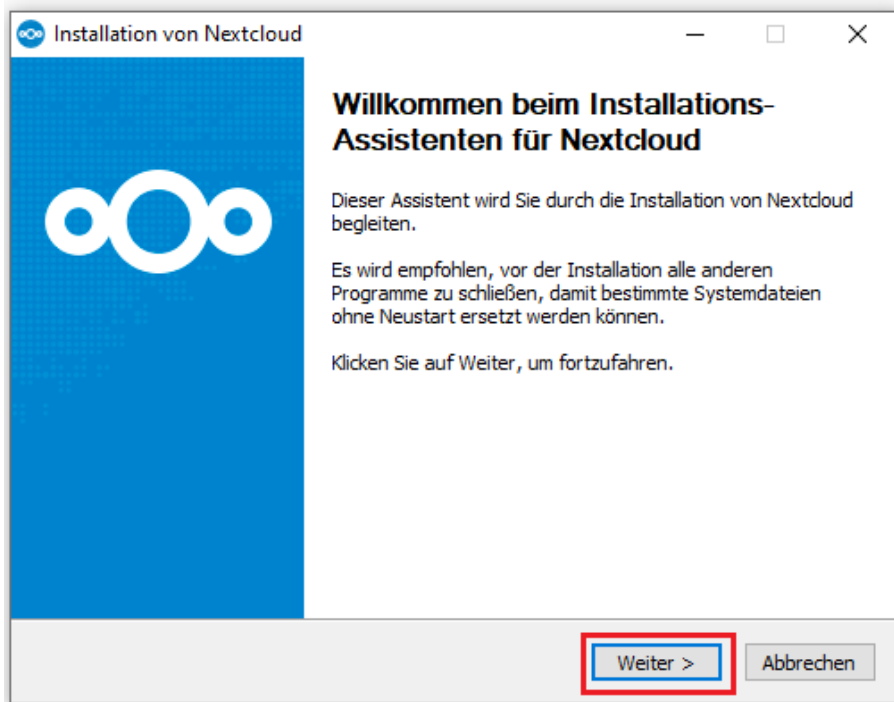 Installation von Nextcloud
Willkommen beim Installations-
Assistenten für Nextcloud
Dieser Assistent wird Sie durch die Installation von Nextcloud
begleiten.
Es wird empfohlen, vor der Installation alle anderen
Programme zu schließen, damit bestimmte Systemdateien
ohne Neustart ersetzt werden können.
Klicken Sie auf Weiter, um fortzufahren.
Weiter > Abbrechen